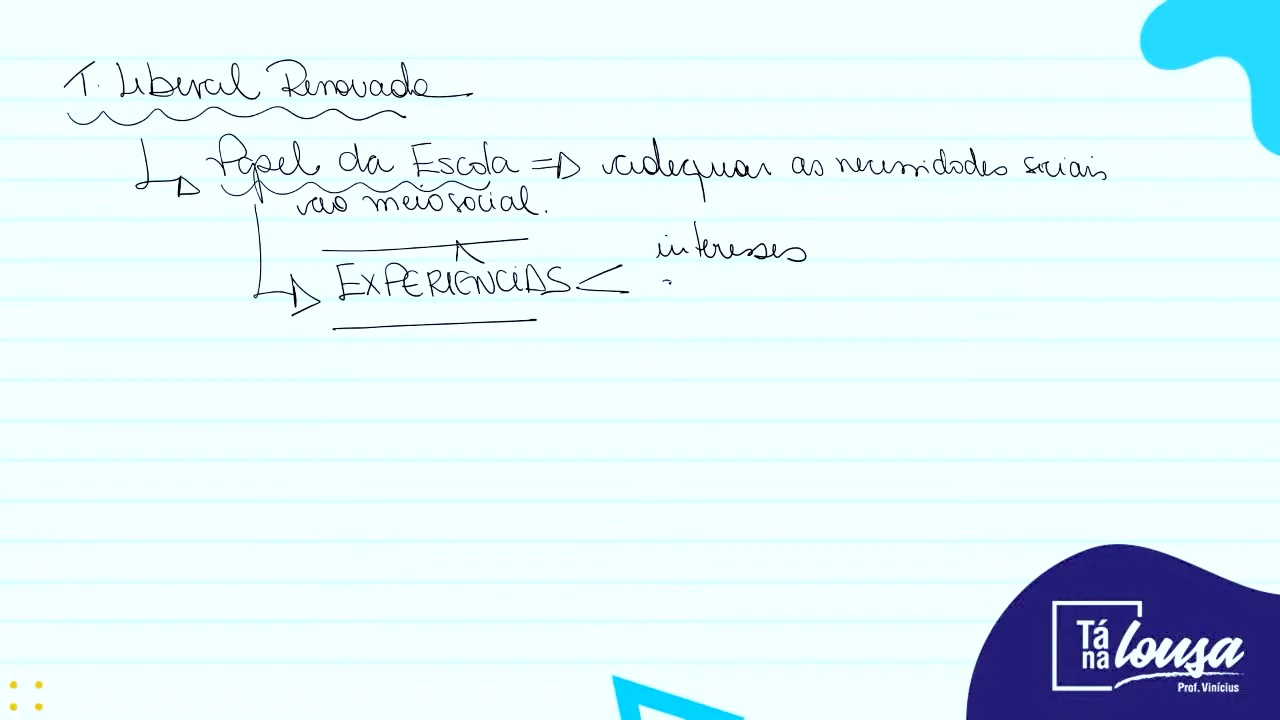 T. Liberal Renovada
Papel da Escola => adequar as necessidades sociais
ao meio social.
interesses
EXPERIENCIAS <
Tá
na lousa
Prof. Vinícius